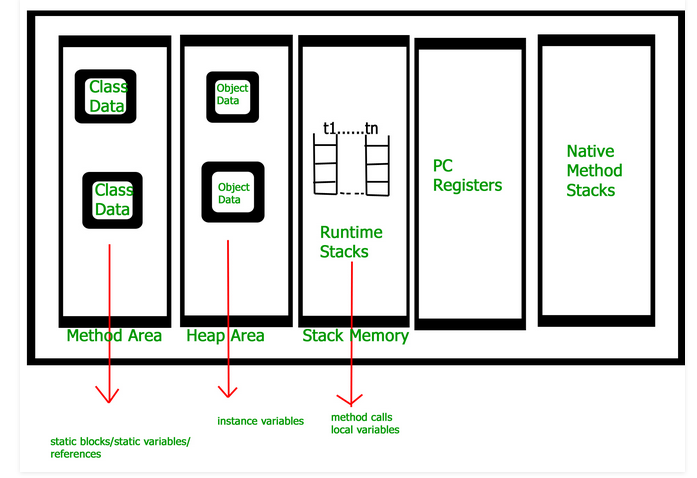 Class
Data
Class
Data
Method Area
Object
Data
Object
Data
Heap Area
t1......tn
Runtime
Stacks
Stack Memory
PC
Registers
Native
Method
Stacks
static blocks/static variables/
references
instance variables
method calls
local variables